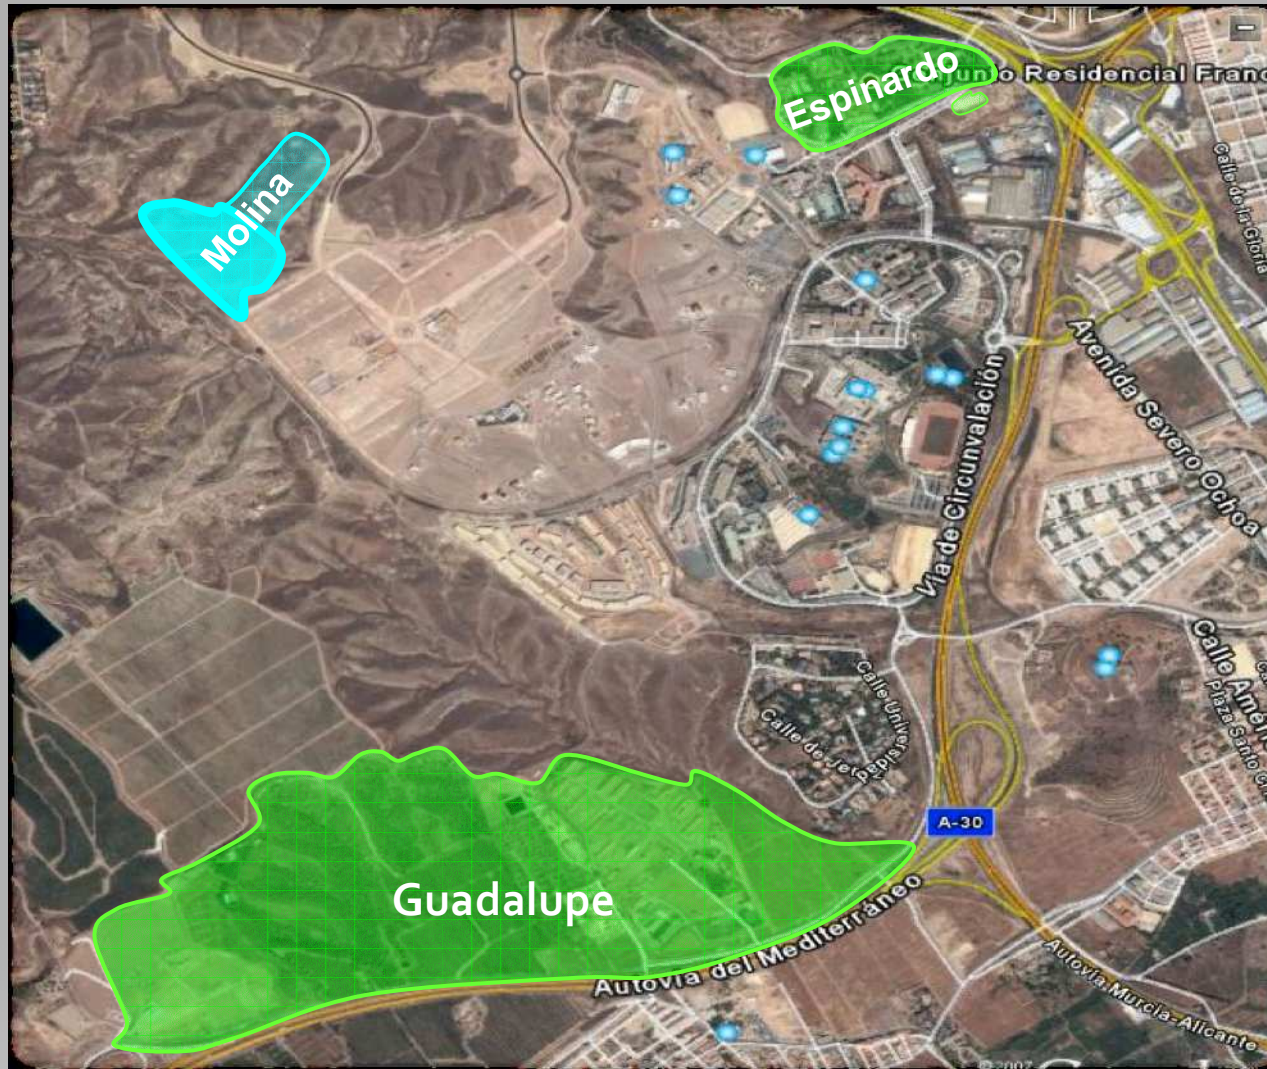 Espinardo
Residencial Franc
Molina
Calle de la Gloria
Avenida Severo Ochoa
Vía de Circunvalación
Calle Amér
Plaza Santo C
Calle Universidad
Calle de
A-30
Guadalupe
Autovía del Mediterráneo
Autovía Murcia-Alicante
©2007